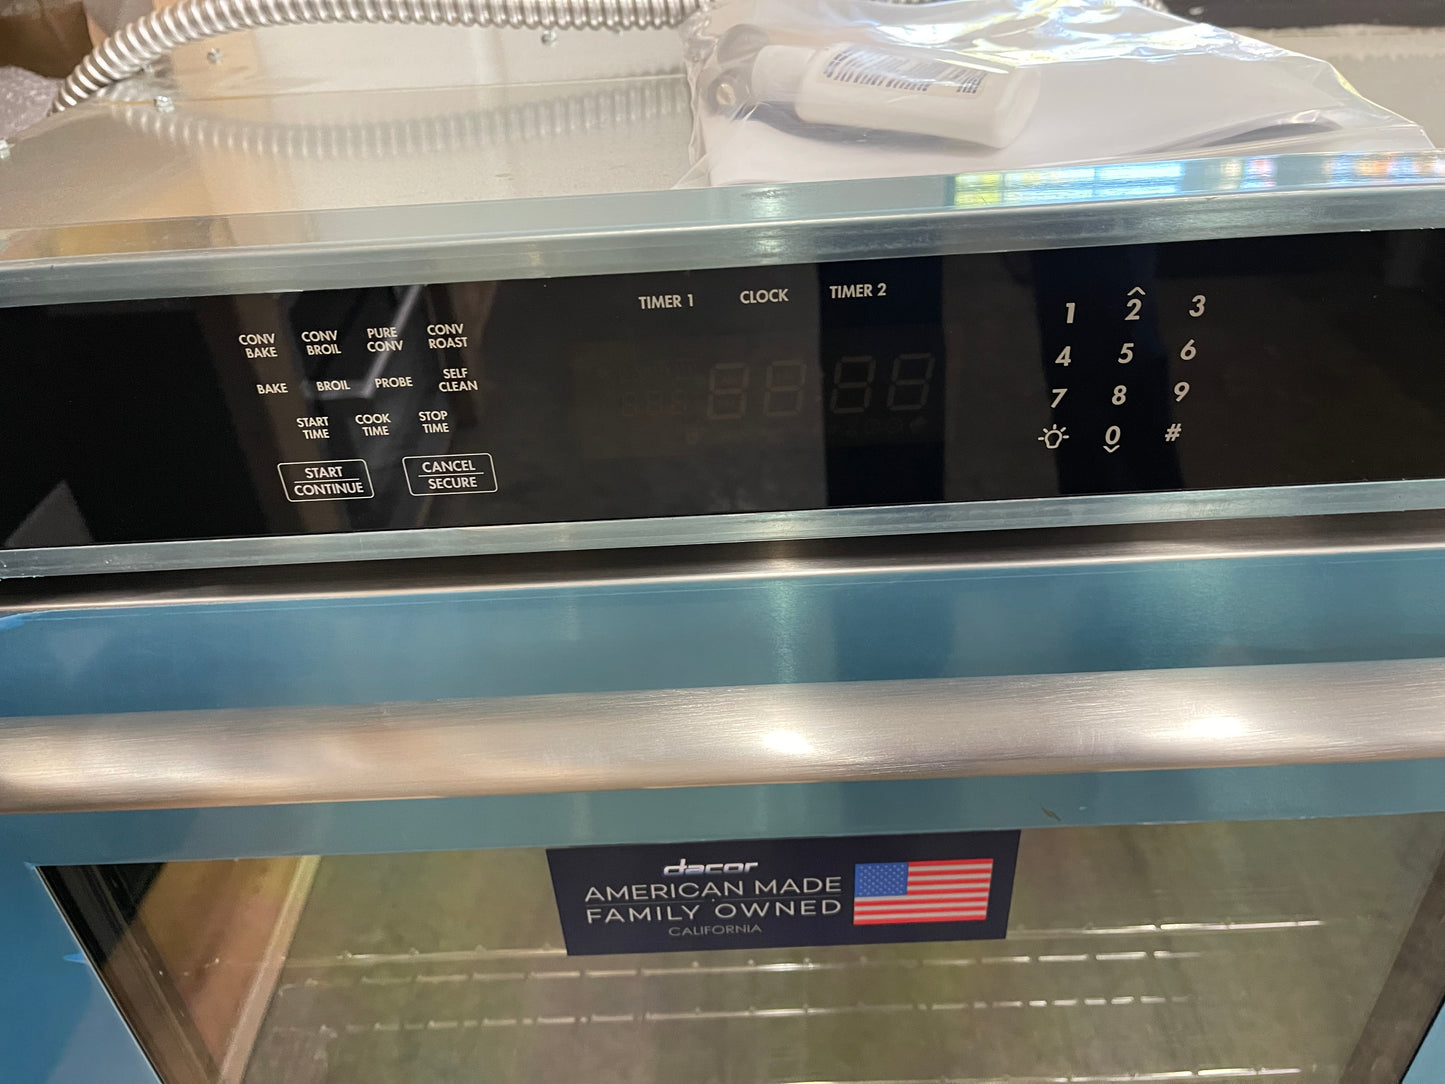 TIMER 1 CLOCK TIMER 2
CONV BAKE
CONV BROIL
PURE CONV
CONV ROAST
BAKE
BROIL
PROBE
SELF CLEAN
START TIME
COOK TIME
STOP TIME
START
CONTINUE
CANCEL
SECURE
1 2 3
4 5 6
7 8 9
0 #
dacor
AMERICAN MADE
FAMILY OWNED
CALIFORNIA